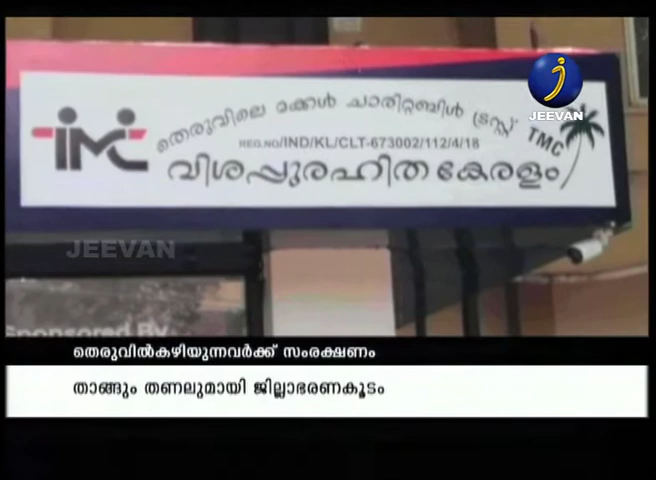 JEEVAN
തെരുവിലെ മക്കൾ ചാരിറ്റബിൾ ട്രസ്റ്റ് TMC
TMC
REG.NO/IND/KL/CLT-673002/112/4/18
വിശപ്പുരഹിത കേരളം
JEEVAN
Sponsored By
തെരുവിൽകഴിയുന്നവർക്ക് സംരക്ഷണം
താങ്ങും തണലുമായി ജില്ലാഭരണകൂടം